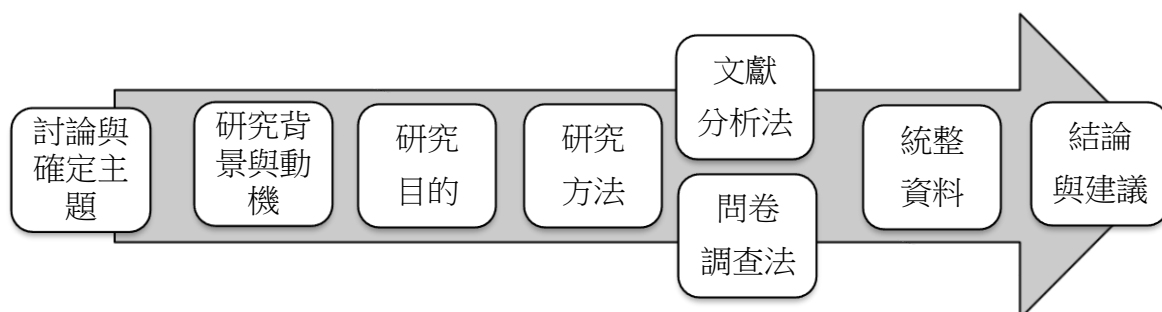 討論與
確定主
題
研究背
景與動
機
研究
目的
研究
方法
文獻
分析法
問卷
調查法
統整
資料
結論
與建議